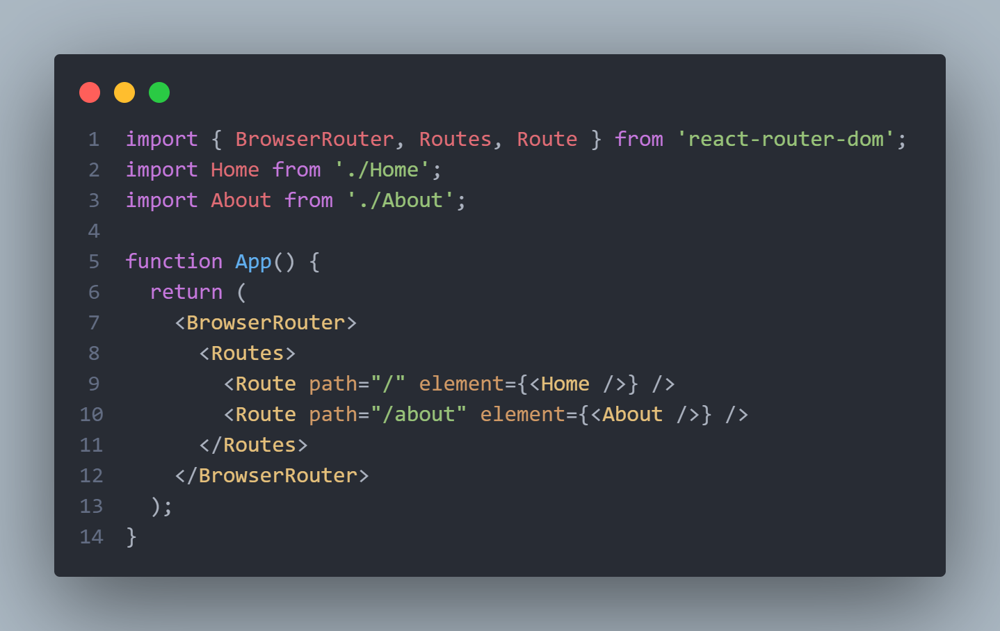 1 import { BrowserRouter, Routes, Route } from 'react-router-dom';
2 import Home from './Home';
3 import About from './About';
4
5 function App() {
6   return (
7     <BrowserRouter>
8       <Routes>
9         <Route path="/" element={<Home />} />
10         <Route path="/about" element={<About />} />
11       </Routes>
12     </BrowserRouter>
13   );
14 }